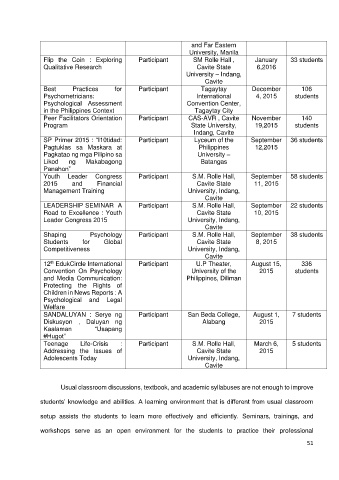 and Far Eastern
University, Manila
Flip the Coin : Exploring Participant SM Rolle Hall , January 33 students
Qualitative Research Cavite State 6,2016
University – Indang,
Cavite
Best Practices for Participant Tagaytay December 106
Psychometricians: International 4, 2015 students
Psychological Assessment Convention Center,
in the Philippines Context Tagaytay City
Peer Facilitators Orientation Participant CAS-AVR , Cavite November 140
Program State University, 19,2015 students
Indang, Cavite
SP Primer 2015 : "I10tidad: Participant Lyceum of the September 36 students
Pagtuklas sa Maskara at Philippines 12,2015
Pagkatao ng mga Pilipino sa University –
Likod ng Makabagong Batangas
Panahon"
Youth Leader Congress Participant S.M. Rolle Hall, September 58 students
2015 and Financial Cavite State 11, 2015
Management Training University, Indang,
Cavite
LEADERSHIP SEMINAR: A Participant S.M. Rolle Hall, September 22 students
Road to Excellence : Youth Cavite State 10, 2015
Leader Congress 2015 University, Indang,
Cavite
Shaping Psychology Participant S.M. Rolle Hall, September 38 students
Students for Global Cavite State 8, 2015
Competitiveness University, Indang,
Cavite
12th EdukCircle International Participant U.P Theater, August 15, 336
Convention On Psychology University of the 2015 students
and Media Communication: Philippines, Diliman
Protecting the Rights of
Children in News Reports : A
Psychological and Legal
Welfare
SANDALUYAN : Serye ng Participant San Beda College, August 1, 7 students
Diskusyon , Daluyan ng Alabang 2015
Kaalaman "Usapang
#Hugot"
Teenage Life-Crisis : Participant S.M. Rolle Hall, March 6, 5 students
Addressing the Issues of Cavite State 2015
Adolescents Today University, Indang,
Cavite
Usual classroom discussions, textbook, and academic syllabuses are not enough to improve
students' knowledge and abilities. A learning environment that is different from usual classroom
setup assists the students to learn more effectively and efficiently. Seminars, trainings, and
workshops serve as an open environment for the students to practice their professional
51